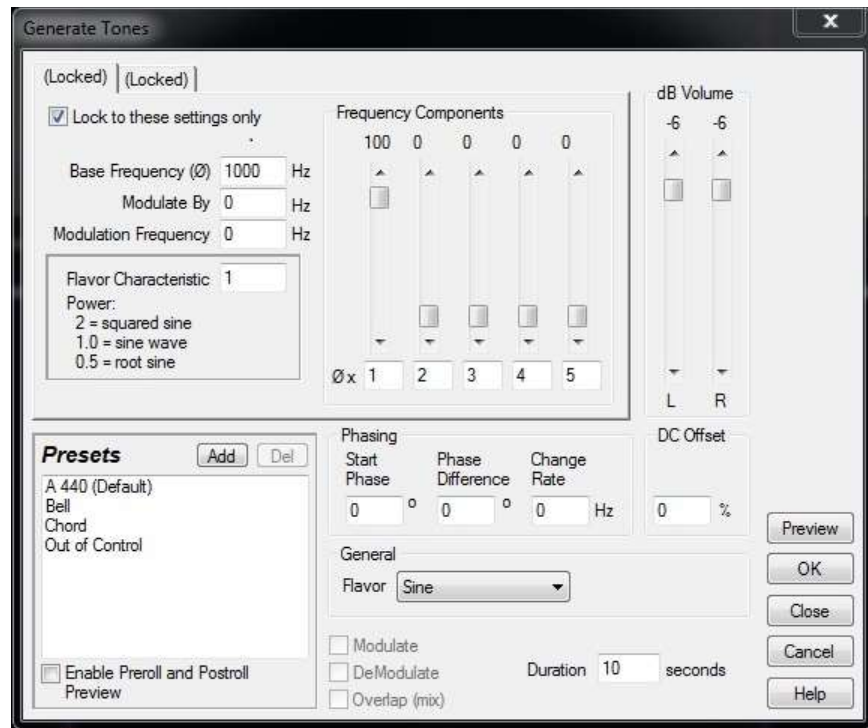 Generate Tones
x
(Locked) (Locked)
Lock to these settings only
Base Frequency (Ø) 1000 Hz
Modulate By 0 Hz
Modulation Frequency 0 Hz
Flavor Characteristic 1
Power:
2 = squared sine
1.0 = sine wave
0.5 = root sine
Frequency Components
100 0 0 0 0
Ø x 1 2 3 4 5
dB Volume
-6 -6
L R
Presets Add Del
A 440 (Default)
Bell
Chord
Out of Control
Enable Preroll and Postroll
Preview
Phasing
Start Phase
Phase Difference
Change Rate
0 º 0 º 0 Hz
DC Offset
0 %
General
Flavor Sine
Modulate
DeModulate
Overlap (mix)
Duration 10 seconds
Preview
OK
Close
Cancel
Help